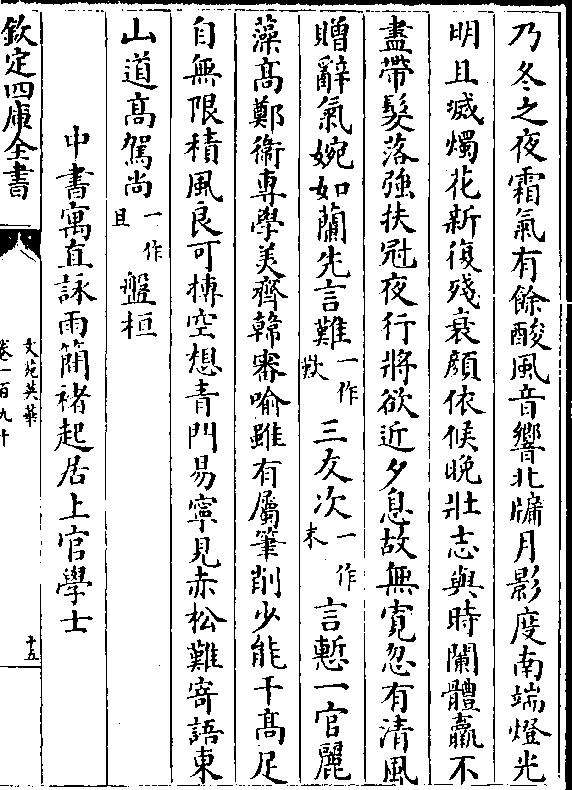 乃冬之夜霜氣有餘酸風音響北牖月影度南端燈光
明且滅燭花新復殘衰顔依候晚壯志與時闌體羸不
盡帶髮落強扶冠夜行將欲近夕息故無寛忽有清風
贈辭氣婉如蘭先言難一作歎三友次一作末言慙一官麗
藻髙鄭衞專學美齊韓審喻雖有屬筆削少能干髙足
自無限積風良可摶空想青門易寧見赤松難寄語東
山道髙駕尚一作且盤桓
中書寓直詠雨簡褚起居上官學士
欽定四庫全書
文苑英華
卷一百九十
十五